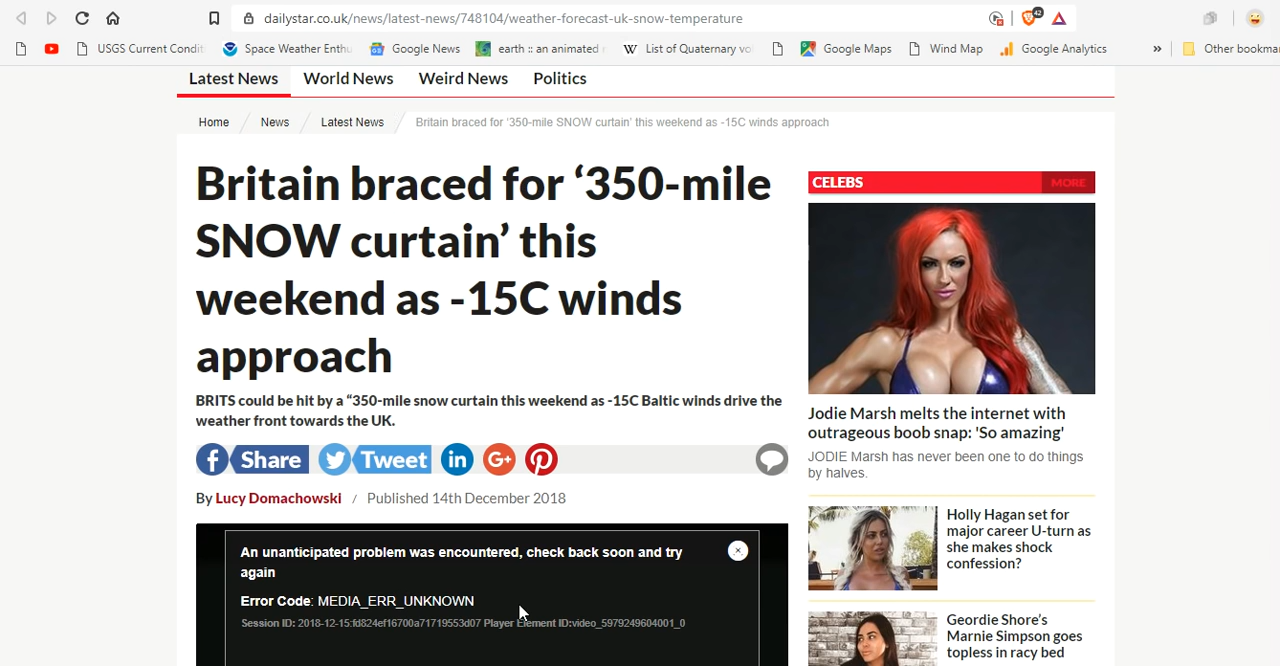 dailystar.co.uk/news/latest-news/748104/weather-forecast-uk-snow-temperature
42
USGS Current Condit
Space Weather Enthu
Google News
earth :: an animated
List of Quaternary vo
Google Maps
Wind Map
Google Analytics
»
Other bookma
Latest News
World News
Weird News
Politics
Home
News
Latest News
Britain braced for ‘350-mile SNOW curtain’ this weekend as -15C winds approach
Britain braced for ‘350-mile
SNOW curtain’ this
weekend as -15C winds
approach
BRITS could be hit by a “350-mile snow curtain this weekend as -15C Baltic winds drive the
weather front towards the UK.
Share
Tweet
in
G+
By Lucy Domachowski / Published 14th December 2018
An unanticipated problem was encountered, check back soon and try
again
Error Code: MEDIA_ERR_UNKNOWN
Session ID: 2018-12-15:fd824ef16700a71719553d07 Player Element ID:video_5979249604001_0
CELEBS
MORE
Jodie Marsh melts the internet with
outrageous boob snap: 'So amazing'
JODIE Marsh has never been one to do things
by halves.
Holly Hagan set for
major career U-turn as
she makes shock
confession?
Geordie Shore’s
Marnie Simpson goes
topless in racy bed